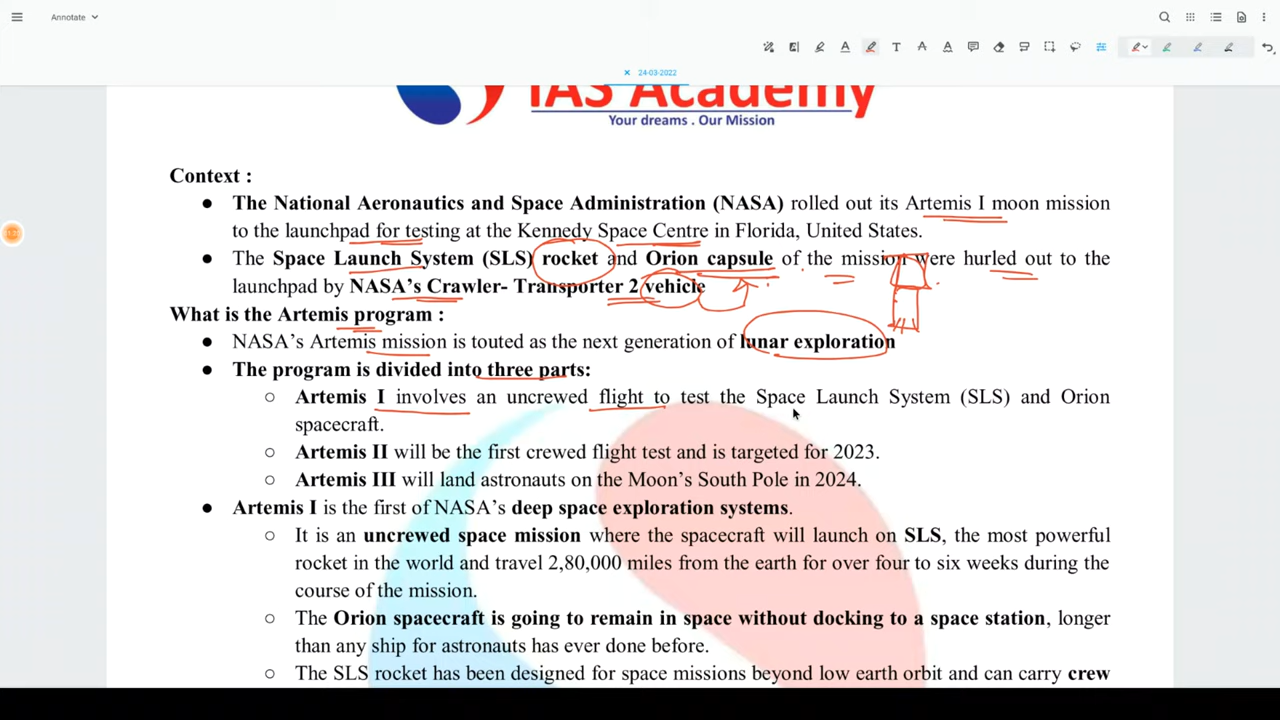 Annotate
24-03-2022
IAS Academy
Your dreams . Our Mission
Context :
● The National Aeronautics and Space Administration (NASA) rolled out its Artemis I moon mission
to the launchpad for testing at the Kennedy Space Centre in Florida, United States.
● The Space Launch System (SLS) rocket and Orion capsule of the mission were hurled out to the
launchpad by NASA's Crawler- Transporter 2 vehicle
What is the Artemis program :
● NASA's Artemis mission is touted as the next generation of lunar exploration
● The program is divided into three parts:
○ Artemis I involves an uncrewed flight to test the Space Launch System (SLS) and Orion
spacecraft.
○ Artemis II will be the first crewed flight test and is targeted for 2023.
○ Artemis III will land astronauts on the Moon's South Pole in 2024.
● Artemis I is the first of NASA's deep space exploration systems.
○ It is an uncrewed space mission where the spacecraft will launch on SLS, the most powerful
rocket in the world and travel 2,80,000 miles from the earth for over four to six weeks during the
course of the mission.
○ The Orion spacecraft is going to remain in space without docking to a space station, longer
than any ship for astronauts has ever done before.
○ The SLS rocket has been designed for space missions beyond low earth orbit and can carry crew